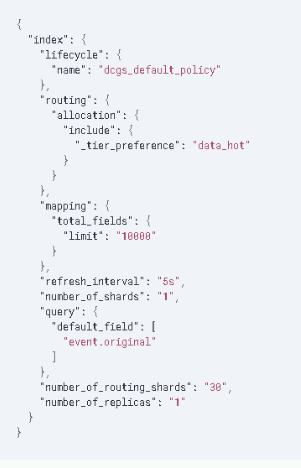 {
  "index": {
    "lifecycle": {
      "name": "dcgs_default_policy"
    },
    "routing": {
      "allocation": {
        "include": {
          "_tier_preference": "data_hot"
        }
      }
    },
    "mapping": {
      "total_fields": {
        "limit": "10000"
      }
    },
    "refresh_interval": "5s",
    "number_of_shards": "1",
    "query": {
      "default_field": [
        "event.original"
      ]
    },
    "number_of_routing_shards": "30",
    "number_of_replicas": "1"
  }
}